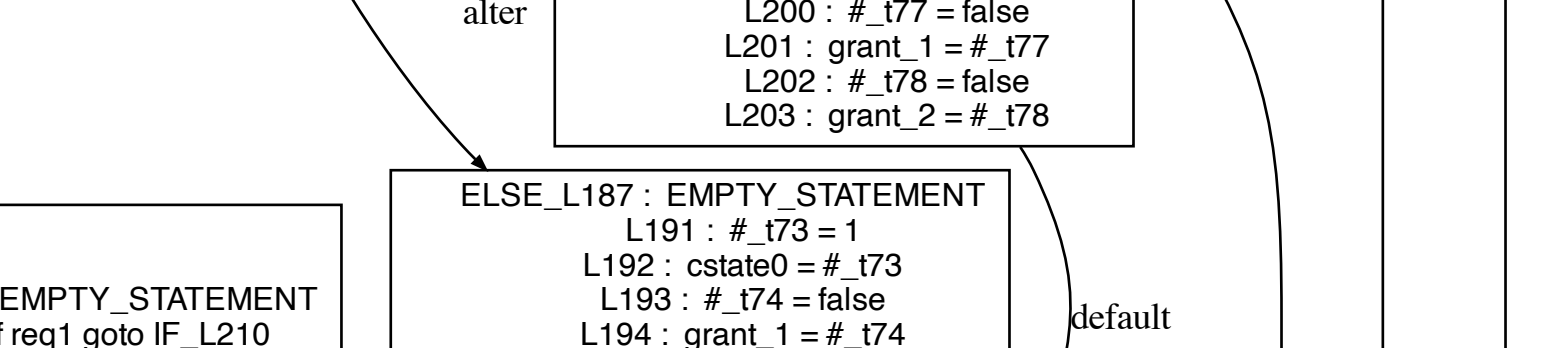 alter
L200 : #_t77 = false
L201 : grant_1 = #_t77
L202 : #_t78 = false
L203 : grant_2 = #_t78
ELSE_L187 : EMPTY_STATEMENT
L191 : #_t73 = 1
L192 : cstate0 = #_t73
L193 : #_t74 = false
L194 : grant_1 = #_t74
EMPTY_STATEMENT
f req1 goto IF_L210
default